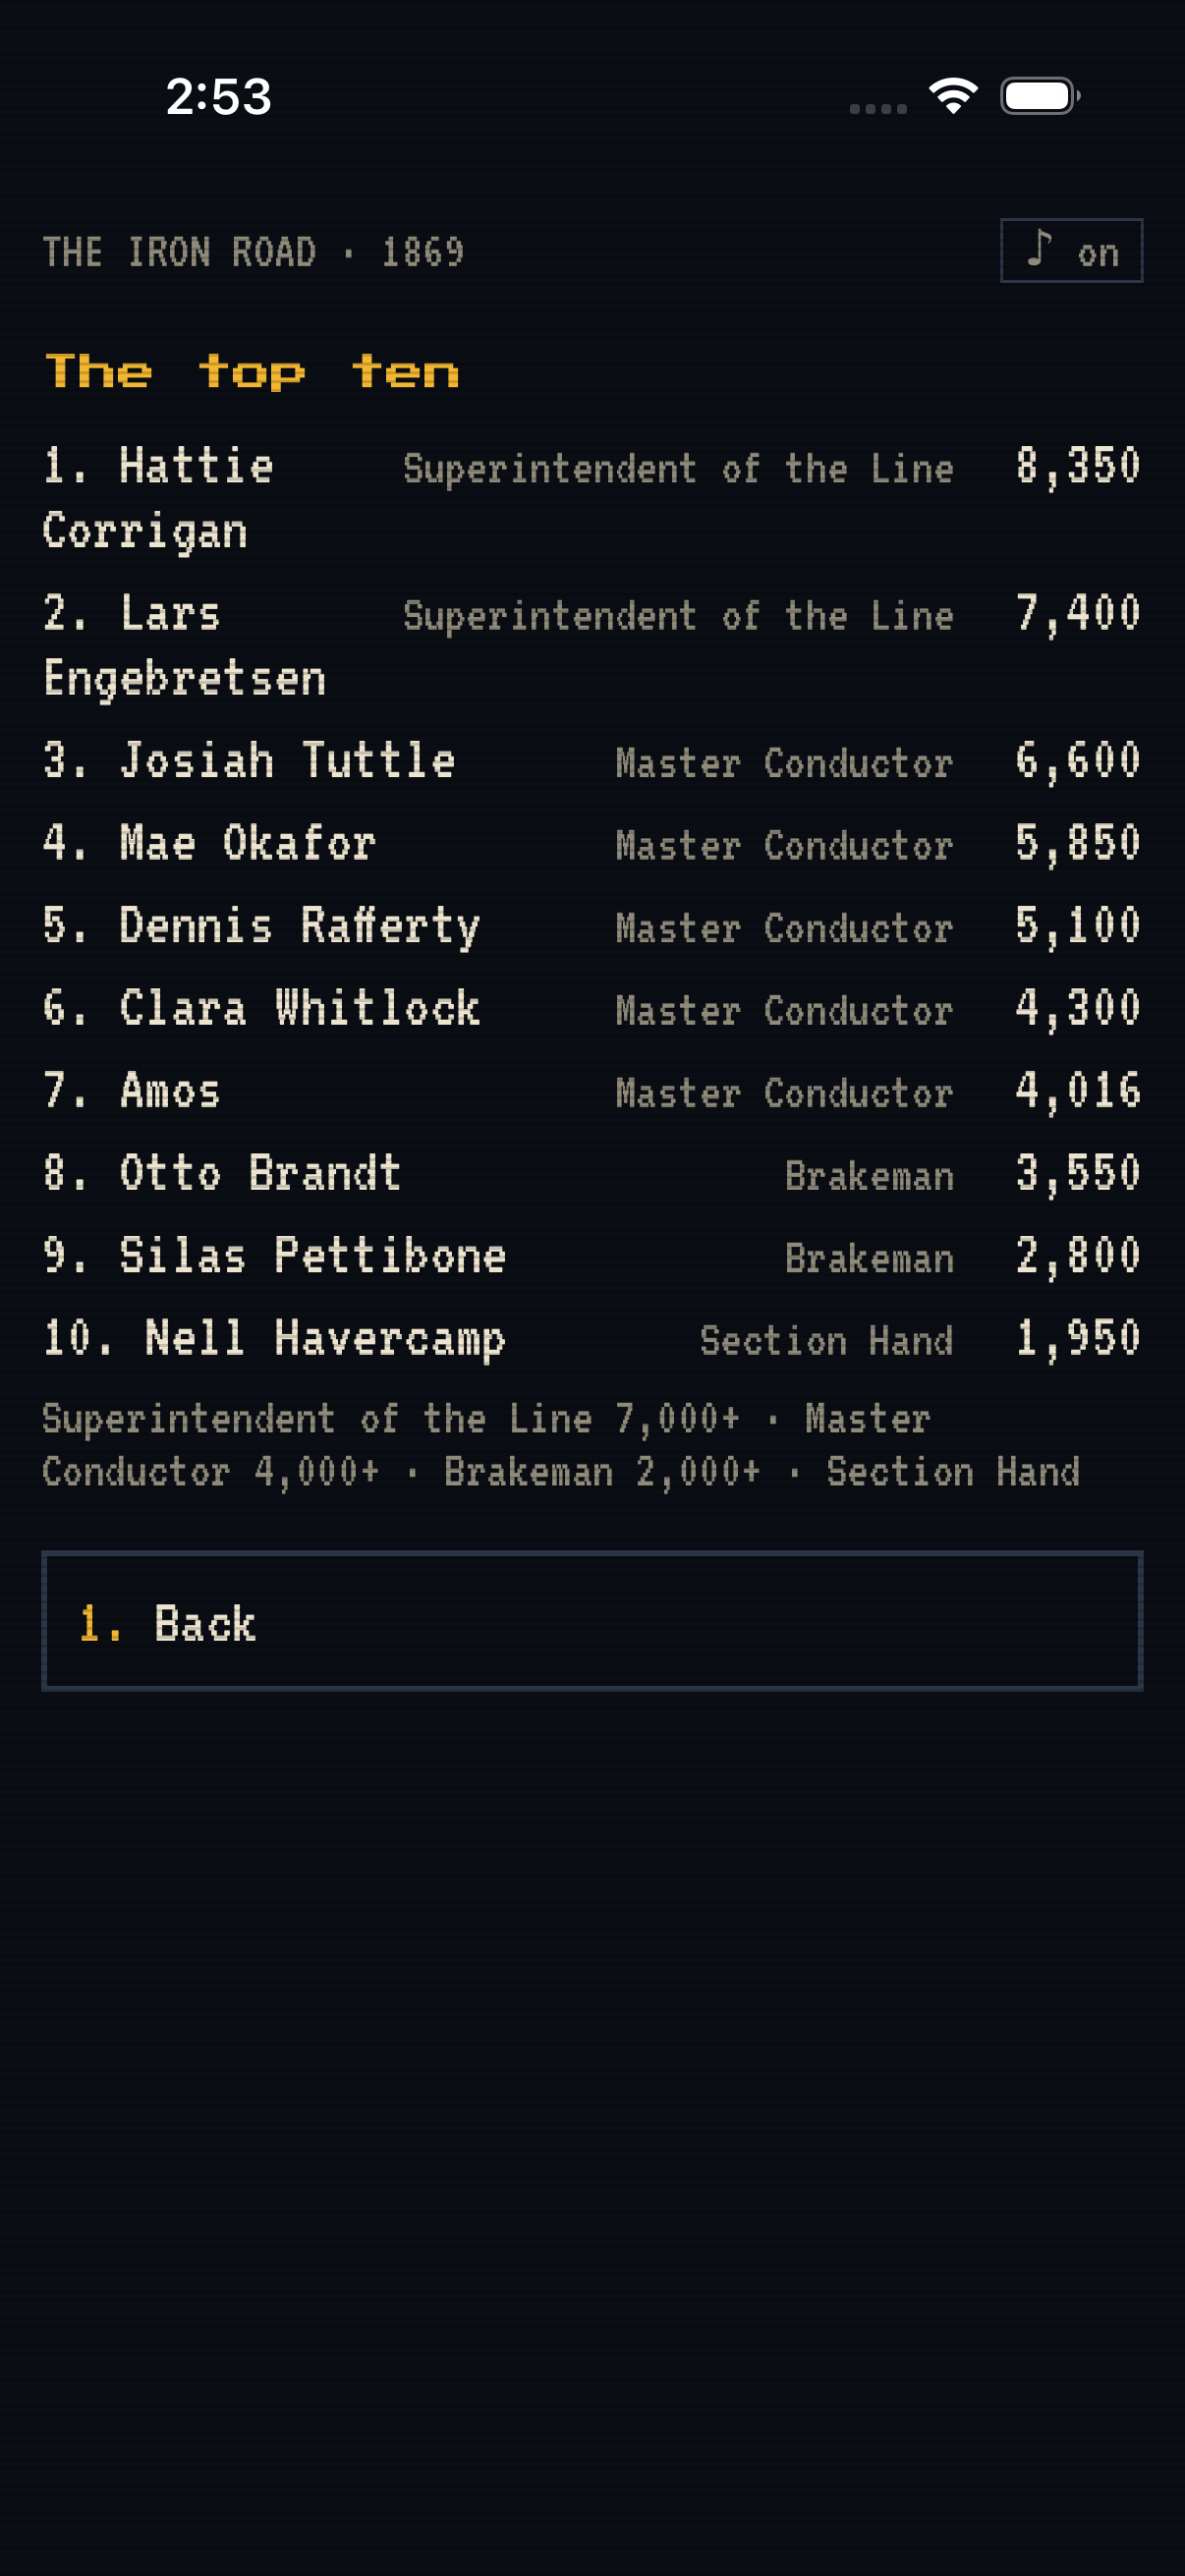 2:53
THE IRON ROAD · 1869 ♪ on
The top ten
1. Hattie Superintendent of the Line 8,350
Corrigan
2. Lars Superintendent of the Line 7,400
Engebretsen
3. Josiah Tuttle Master Conductor 6,600
4. Mae Okafor Master Conductor 5,850
5. Dennis Rafferty Master Conductor 5,100
6. Clara Whitlock Master Conductor 4,300
7. Amos Master Conductor 4,016
8. Otto Brandt Brakeman 3,550
9. Silas Pettibone Brakeman 2,800
10. Nell Havercamp Section Hand 1,950
Superintendent of the Line 7,000+ · Master
Conductor 4,000+ · Brakeman 2,000+ · Section Hand
1. Back